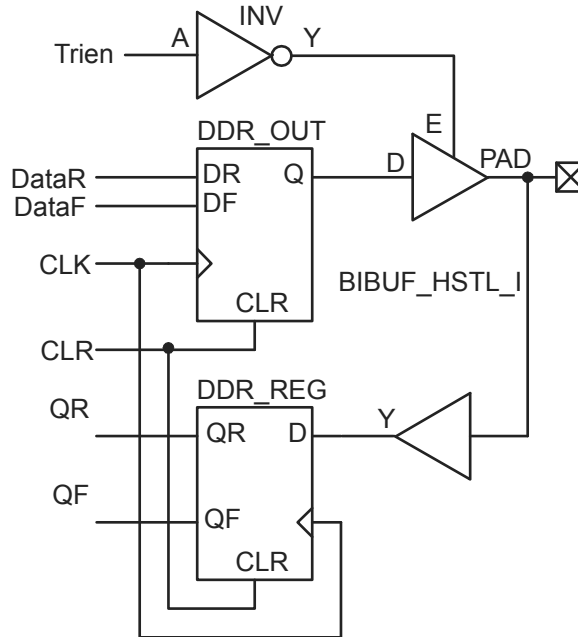 INV
Trien
A
Y
E
DDR_OUT
D
PAD
DataR
DR
Q
DataF
DF
CLK
BIBUF_HSTL_I
CLR
CLR
DDR_REG
QR
QR
D
Y
QF
QF
CLR